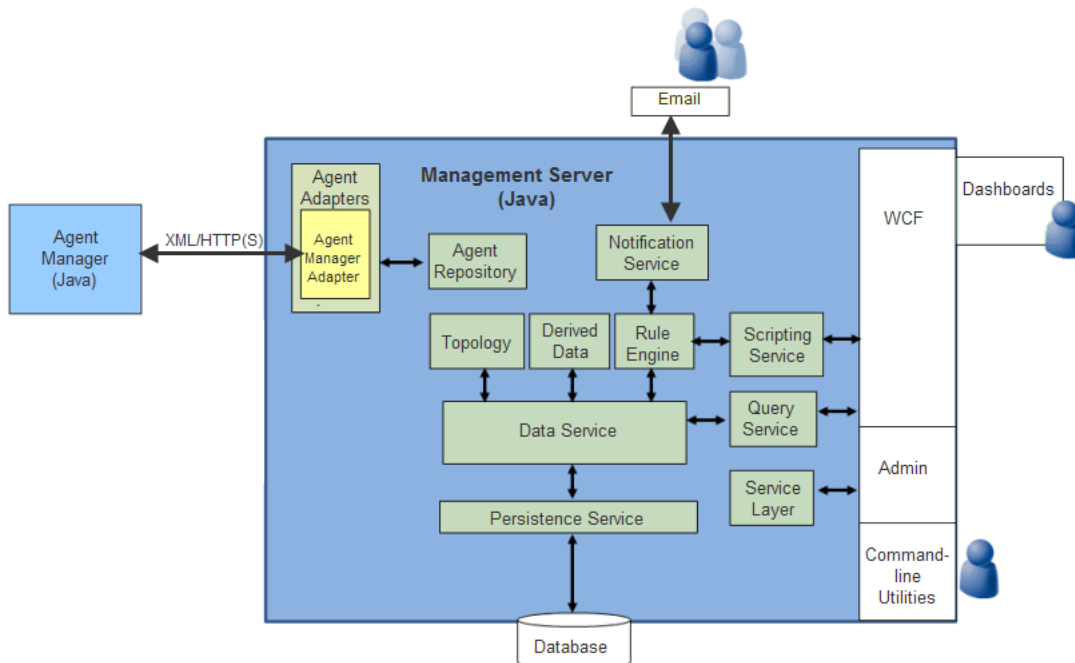 Email
Management Server
(Java)
Agent
Adapters
Agent
Manager
Adapter
Agent
Manager
(Java)
XML/HTTP(S)
Agent
Repository
Notification
Service
WCF
Dashboards
Topology
Derived
Data
Rule
Engine
Scripting
Service
Data Service
Query
Service
Admin
Service
Layer
Persistence Service
Command-
line
Utilities
Database